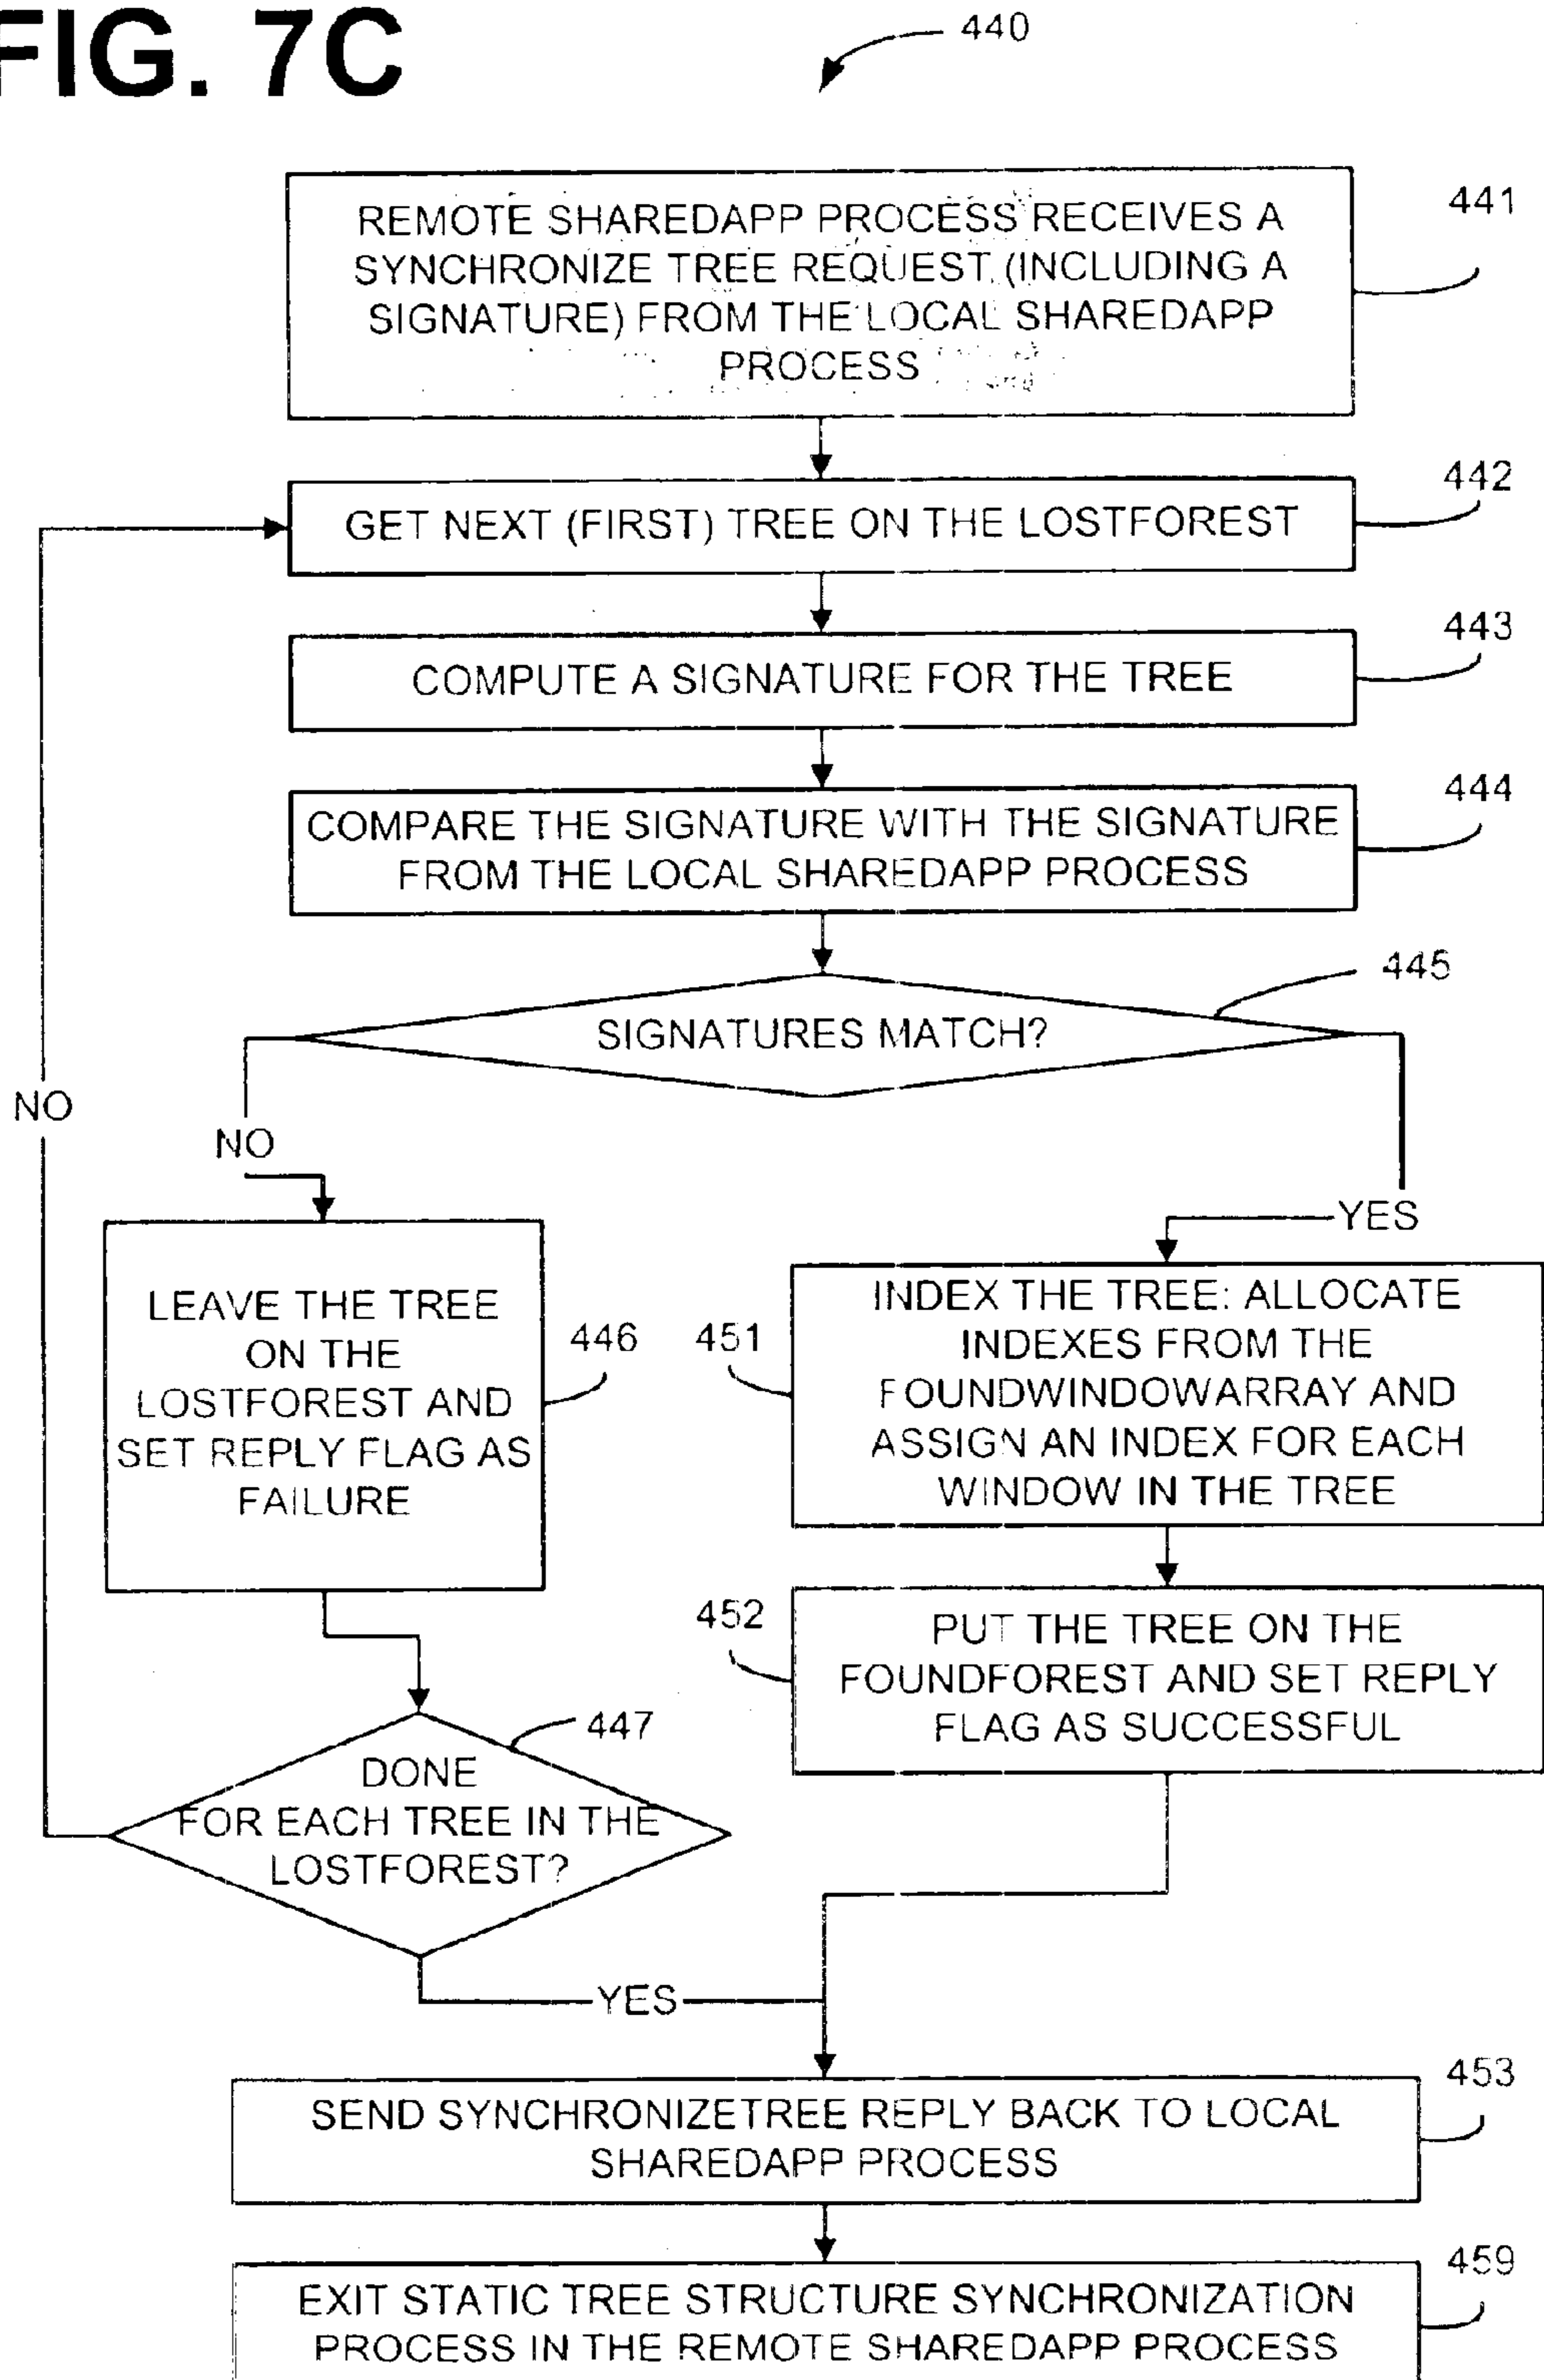 FIG. 7C
440
REMOTE SHAREDAPP PROCESS RECEIVES A
SYNCHRONIZE TREE REQUEST (INCLUDING A
SIGNATURE) FROM THE LOCAL SHAREDAPP
PROCESS
441
GET NEXT (FIRST) TREE ON THE LOSTFOREST
442
COMPUTE A SIGNATURE FOR THE TREE
443
COMPARE THE SIGNATURE WITH THE SIGNATURE
FROM THE LOCAL SHAREDAPP PROCESS
444
SIGNATURES MATCH?
445
NO
NO
YES
LEAVE THE TREE
ON THE
LOSTFOREST AND
SET REPLY FLAG AS
FAILURE
446
451
INDEX THE TREE: ALLOCATE
INDEXES FROM THE
FOUNDWINDOWARRAY AND
ASSIGN AN INDEX FOR EACH
WINDOW IN THE TREE
452
PUT THE TREE ON THE
FOUNDFOREST AND SET REPLY
FLAG AS SUCCESSFUL
447
DONE
FOR EACH TREE IN THE
LOSTFOREST?
YES
SEND SYNCHRONIZETREE REPLY BACK TO LOCAL
SHAREDAPP PROCESS
453
EXIT STATIC TREE STRUCTURE SYNCHRONIZATION
PROCESS IN THE REMOTE SHAREDAPP PROCESS
459